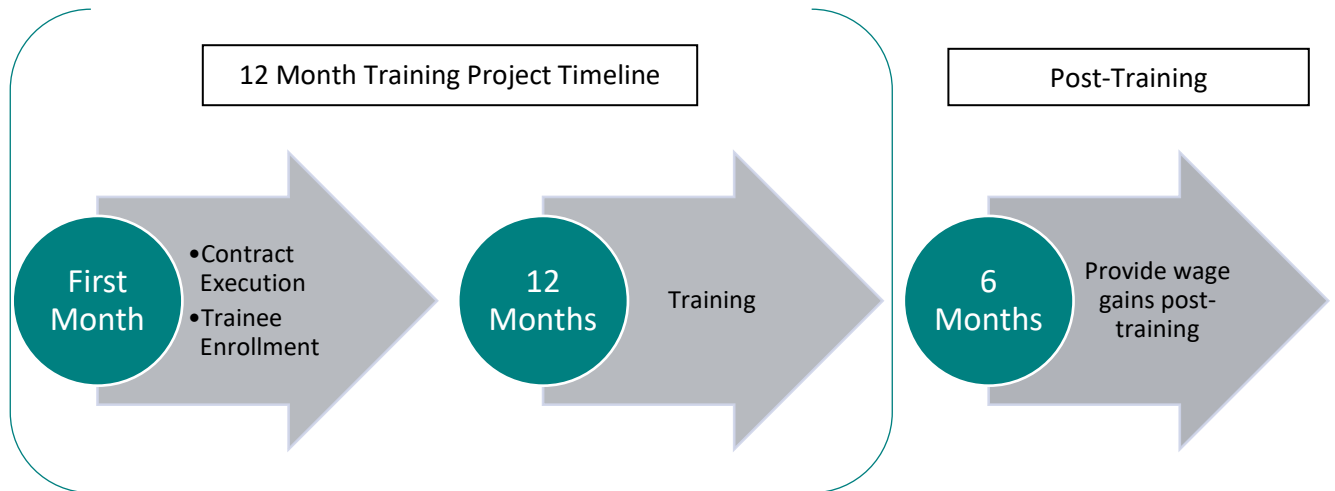 12 Month Training Project Timeline
Post-Training
First
Month
•Contract
Execution
•Trainee
Enrollment
12
Months
Training
6
Months
Provide wage
gains post-
training